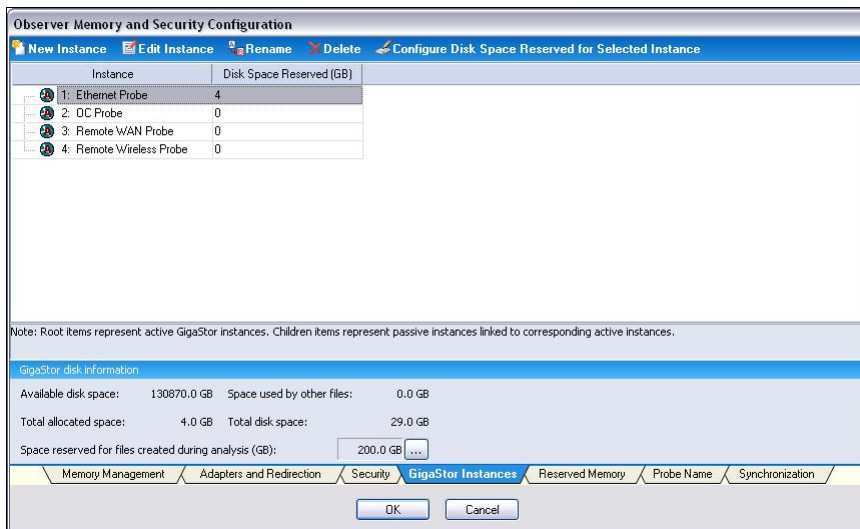 Observer Memory and Security Configuration
New Instance Edit Instance Rename Delete Configure Disk Space Reserved for Selected Instance
Instance Disk Space Reserved (GB)
1: Ethernet Probe 4
2: OC Probe 0
3: Remote WAN Probe 0
4: Remote Wireless Probe 0
Note: Root items represent active GigaStor instances. Children items represent passive instances linked to corresponding active instances.
GigaStor disk information
Available disk space: 130870.0 GB Space used by other files: 0.0 GB
Total allocated space: 4.0 GB Total disk space: 29.0 GB
Space reserved for files created during analysis (GB): 200.0 GB ...
Memory Management Adapters and Redirection Security GigaStor Instances Reserved Memory Probe Name Synchronization
OK Cancel